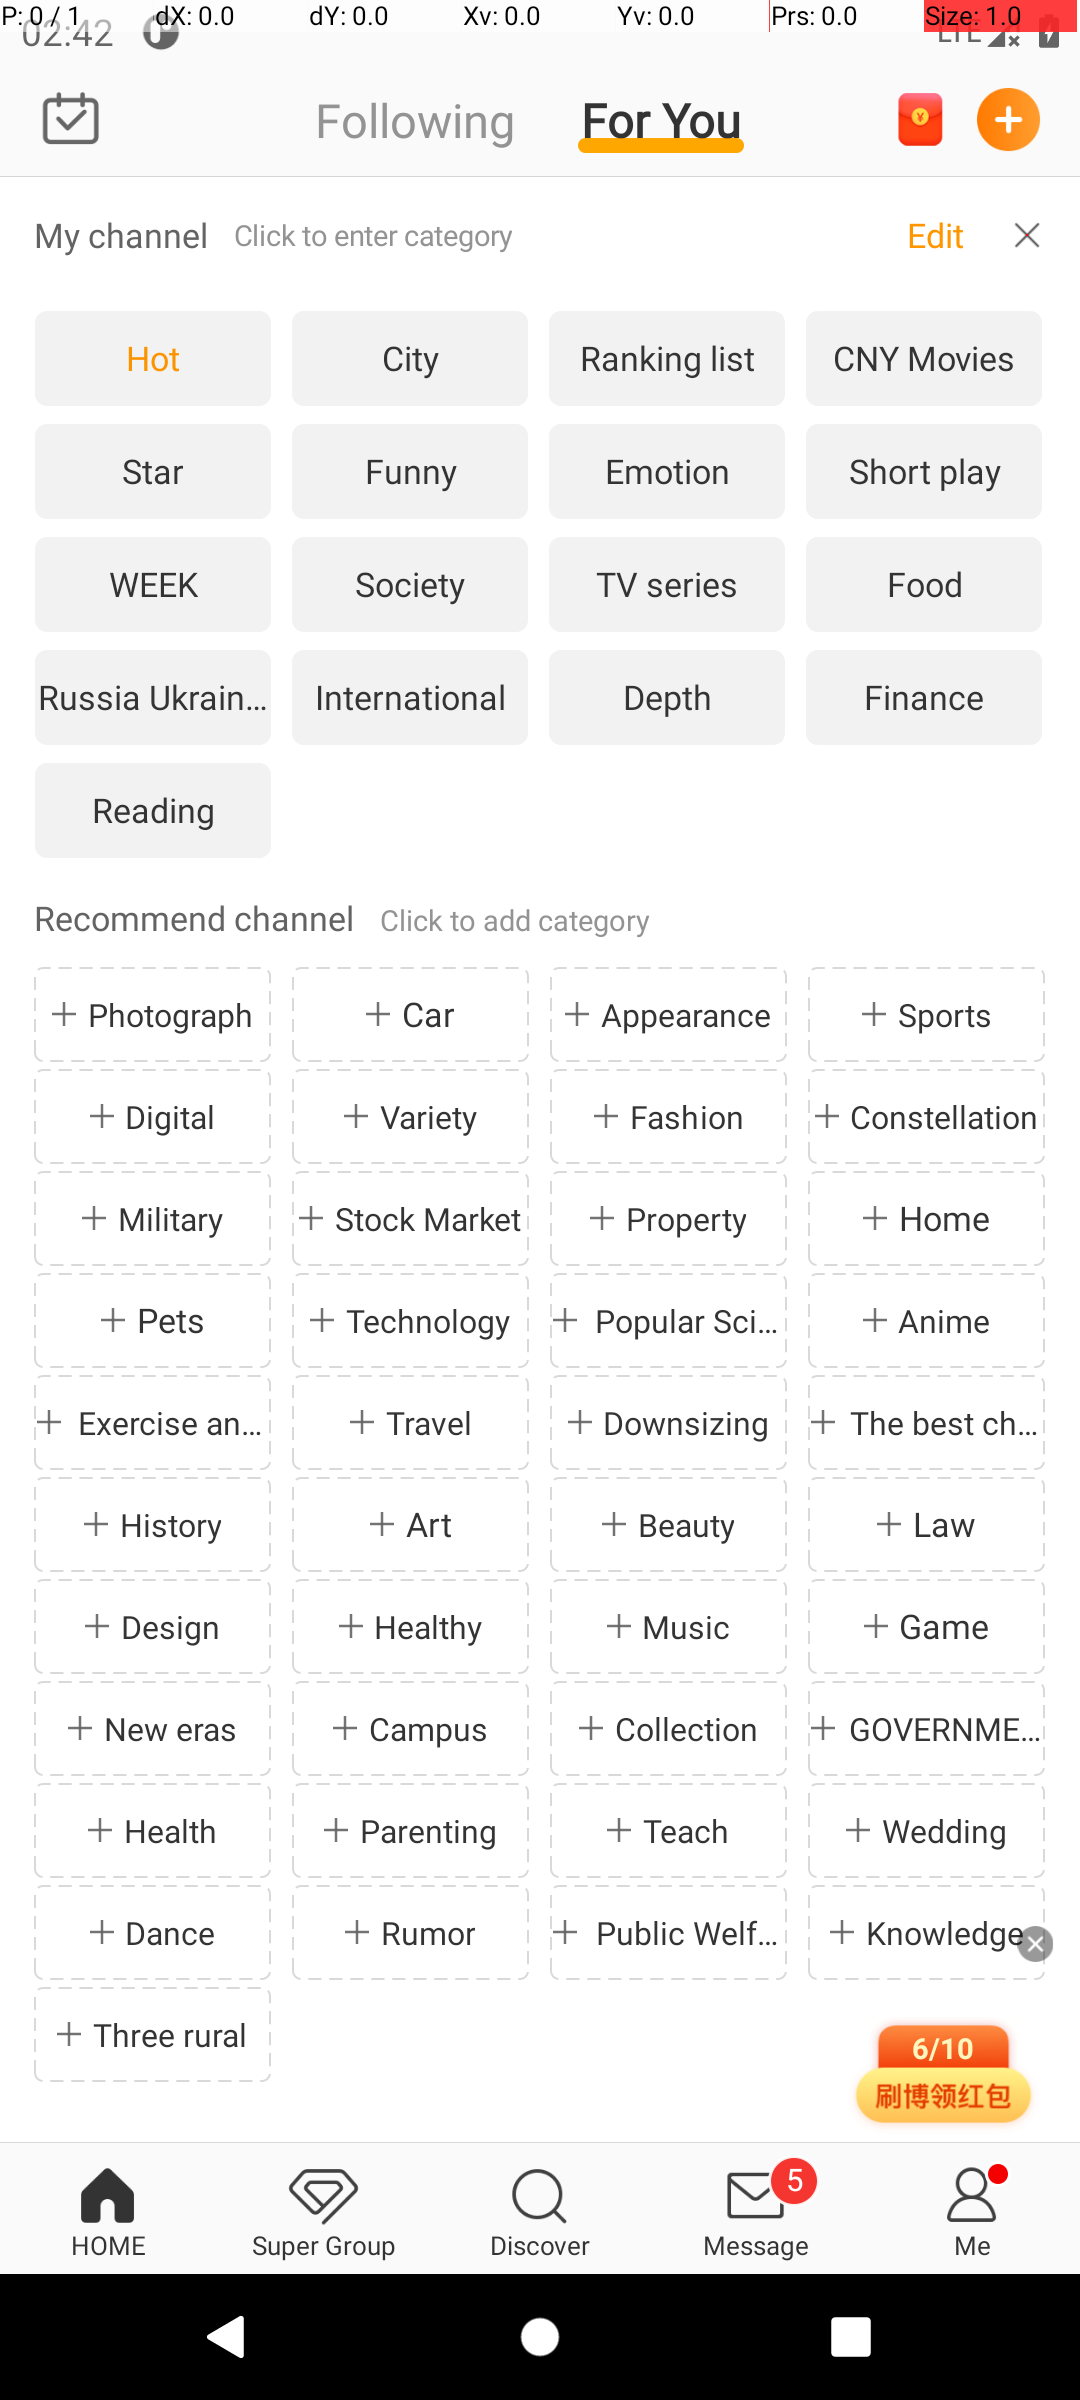 P: 0 / 1 dX: 0.0 dY: 0.0 Xv: 0.0 Yv: 0.0 Prs: 0.0 Size: 1.0
02:42 LTE
Following For You
My channel Click to enter category Edit
Hot City Ranking list CNY Movies
Star Funny Emotion Short play
WEEK Society TV series Food
Russia Ukrain... International Depth Finance
Reading
Recommend channel Click to add category
+ Photograph + Car + Appearance + Sports
+ Digital + Variety + Fashion + Constellation
+ Military + Stock Market + Property + Home
+ Pets + Technology + Popular Sci... + Anime
+ Exercise an... + Travel + Downsizing + The best ch...
+ History + Art + Beauty + Law
+ Design + Healthy + Music + Game
+ New eras + Campus + Collection + GOVERNME...
+ Health + Parenting + Teach + Wedding
+ Dance + Rumor + Public Welf... + Knowledge
+ Three rural
6/10
刷博领红包
5
HOME Super Group Discover Message Me